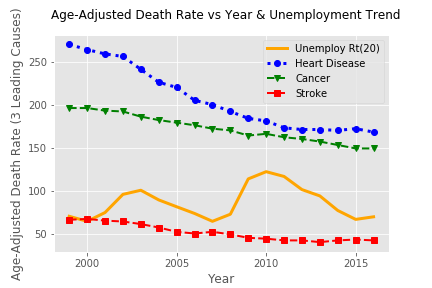 Age-Adjusted Death Rate vs Year & Unemployment Trend
Age-Adjusted Death Rate (3 Leading Causes)
250
200
150
100
50
Unemploy Rt(20)
Heart Disease
Cancer
Stroke
2000
2005
2010
2015
Year